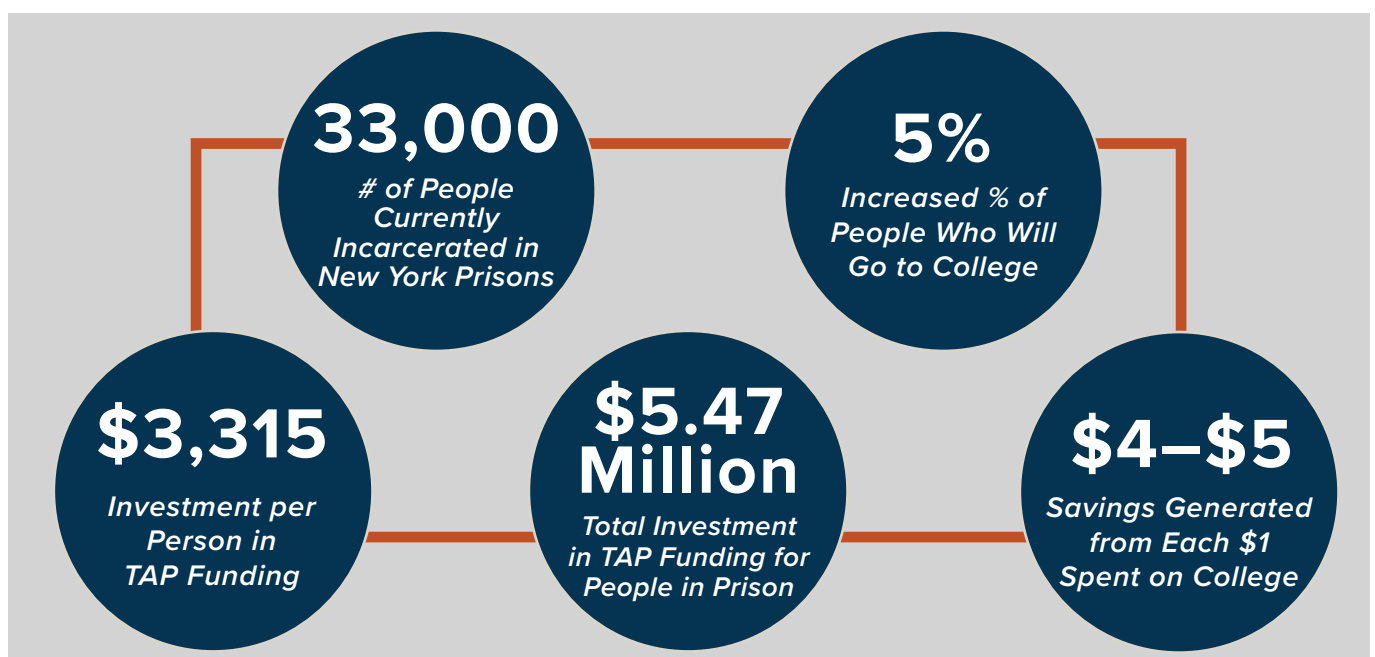 33,000
# of People
Currently
Incarcerated in
New York Prisons
5%
Increased % of
People Who Will
Go to College
$3,315
Investment per
Person in
TAP Funding
$5.47
Million
Total Investment
in TAP Funding for
People in Prison
$4–$5
Savings Generated
from Each $1
Spent on College